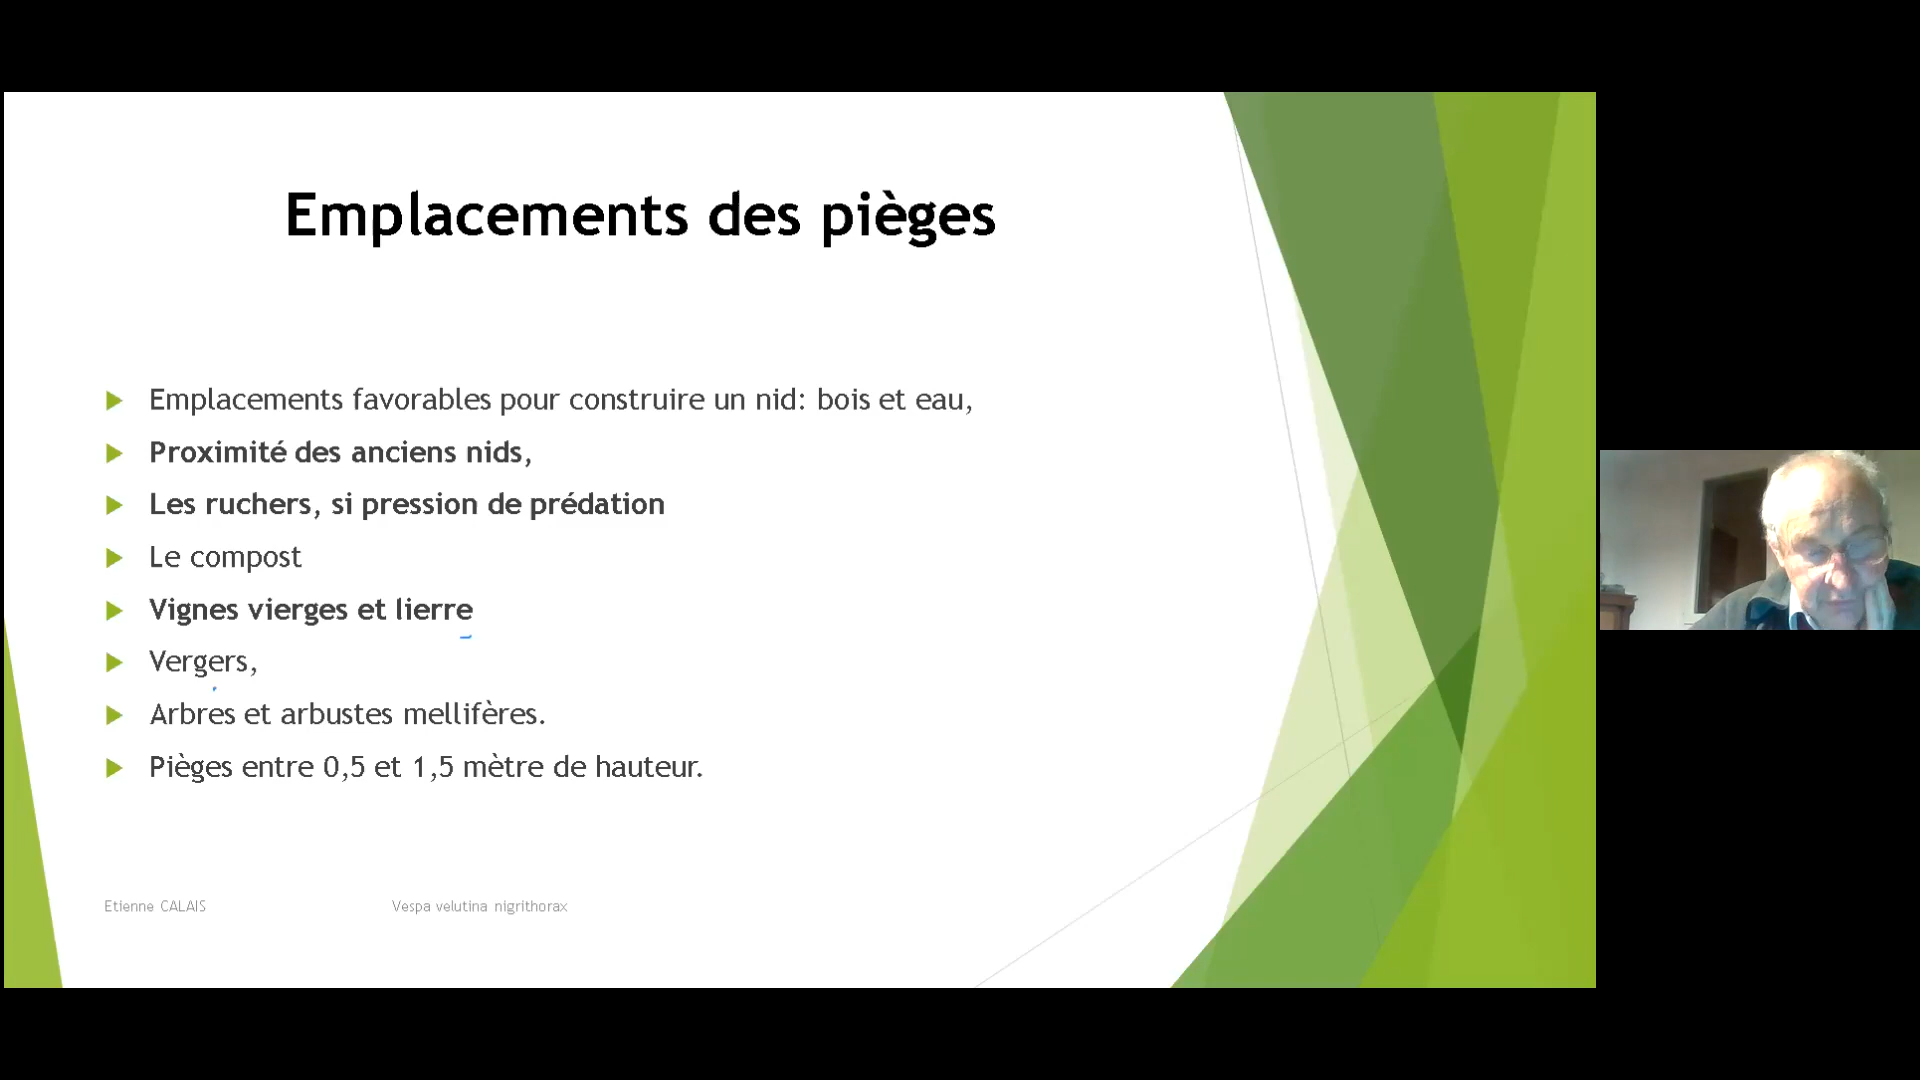 Emplacements des pièges
Emplacements favorables pour construire un nid: bois et eau,
Proximité des anciens nids,
Les ruchers, si pression de prédation
Le compost
Vignes vierges et lierre
Vergers,
Arbres et arbustes mellifères.
Pièges entre 0,5 et 1,5 mètre de hauteur.
Etienne CALAIS
Vespa velutina nigrithorax